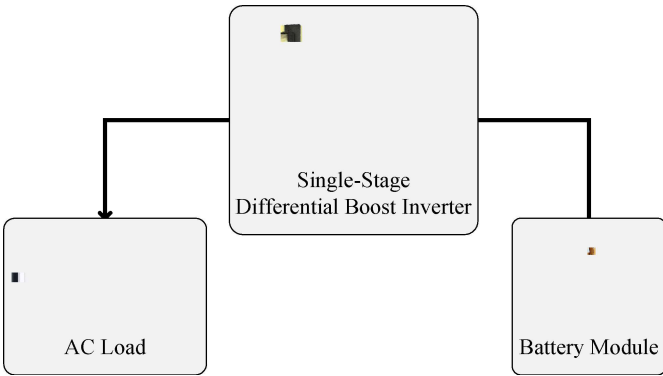 Single-Stage
Differential Boost Inverter
AC Load
Battery Module